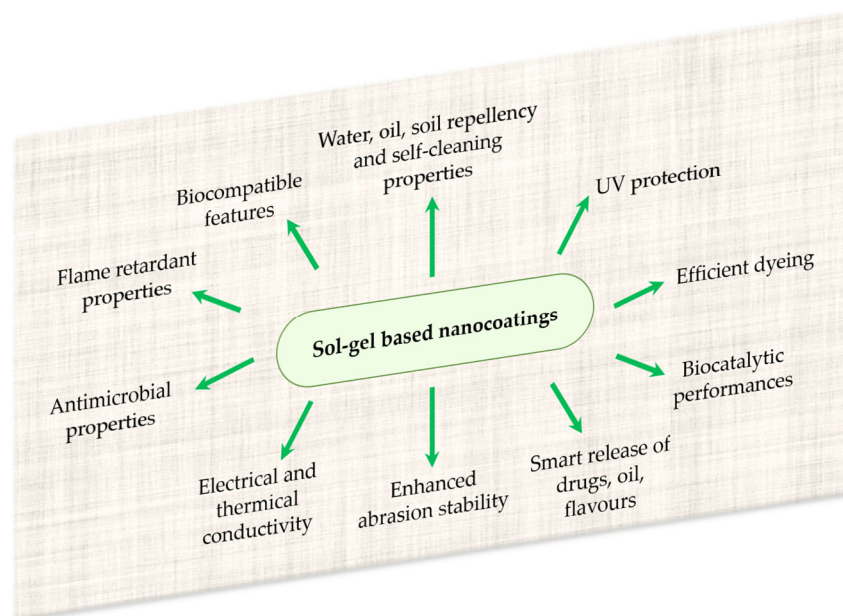 Water, oil, soil repellency
and self-cleaning
properties
Biocompatible
features
UV protection
Flame retardant
properties
Efficient dyeing
Sol-gel based nanocoatings
Antimicrobial
properties
Biocatalytic
performances
Electrical and
thermical
conductivity
Enhanced
abrasion stability
Smart release of
drugs, oil,
flavours